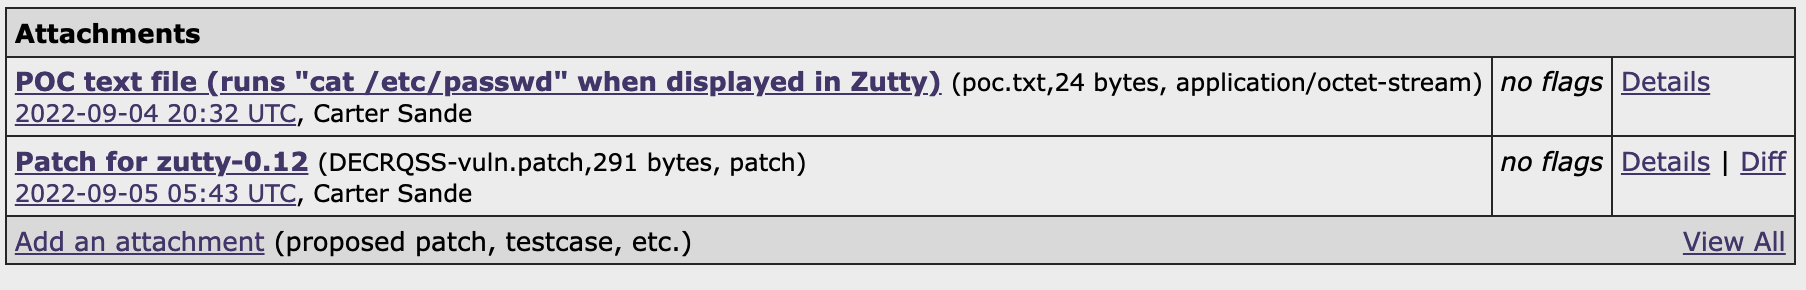 Attachments
POC text file (runs "cat /etc/passwd" when displayed in Zutty) (poc.txt,24 bytes, application/octet-stream) no flags Details
2022-09-04 20:32 UTC, Carter Sande
Patch for zutty-0.12 (DECRQSS-vuln.patch,291 bytes, patch) no flags Details | Diff
2022-09-05 05:43 UTC, Carter Sande
Add an attachment (proposed patch, testcase, etc.) View All